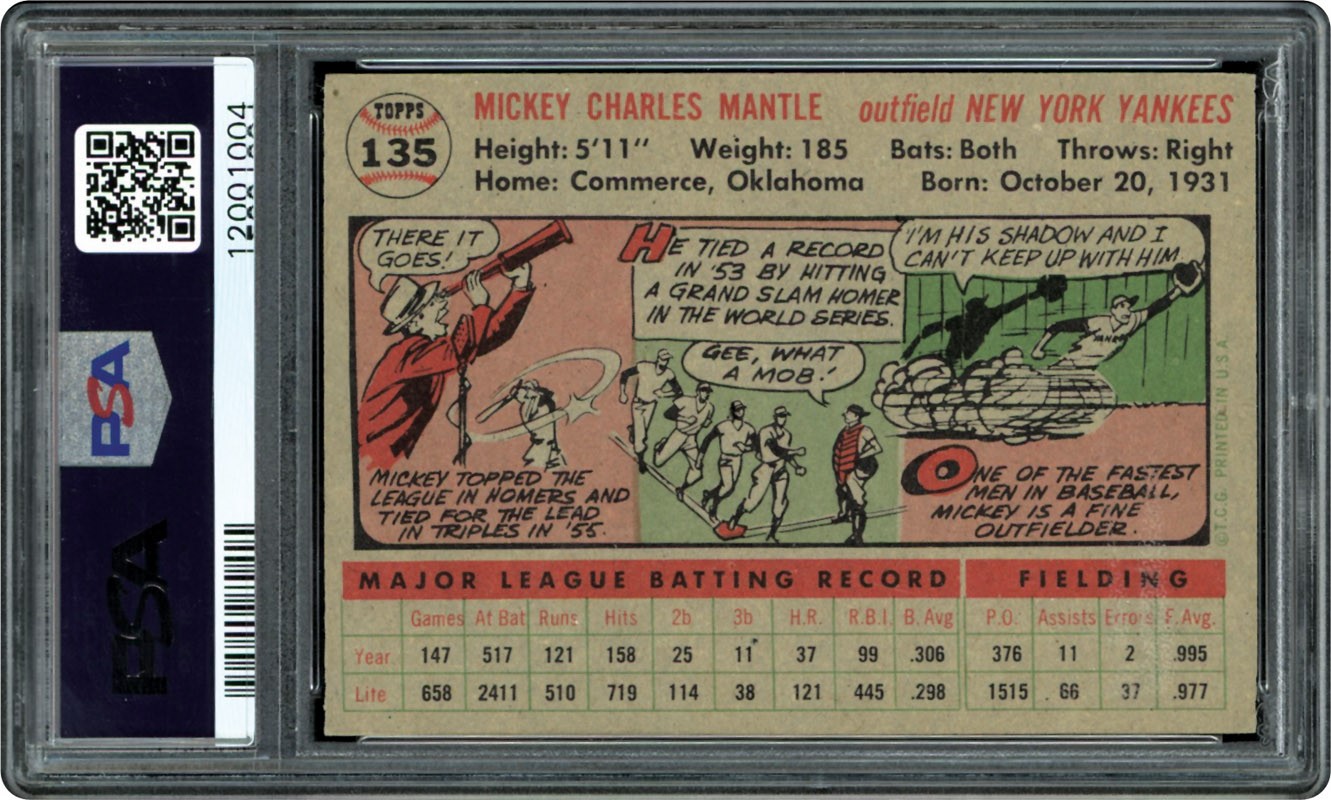 12001004
PSA
PSA
TOPPS
135
MICKEY CHARLES MANTLE outfield NEW YORK YANKEES
Height: 5'11" Weight: 185 Bats: Both Throws: Right
Home: Commerce, Oklahoma Born: October 20, 1931
THERE IT
GOES!
MICKEY TOPPED THE
LEAGUE IN HOMERS AND
TIED FOR THE LEAD
IN TRIPLES IN '55.
HE TIED A RECORD
IN '53 BY HITTING
A GRAND SLAM HOMER
IN THE WORLD SERIES.
GEE, WHAT
A MOB!
I'M HIS SHADOW AND I
CAN'T KEEP UP WITH HIM
YANKS
ONE OF THE FASTEST
MEN IN BASEBALL,
MICKEY IS A FINE
OUTFIELDER.
©T.C.G. PRINTED IN U.S.A.
MAJOR LEAGUE BATTING RECORD FIELDING
Games At Bat Runs Hits 2b 3b H.R. R.B.I. B. Avg P.O. Assists Errors F. Avg.
Year 147 517 121 158 25 11 37 99 .306 376 11 2 .995
Life 658 2411 510 719 114 38 121 445 .298 1515 66 37 .977